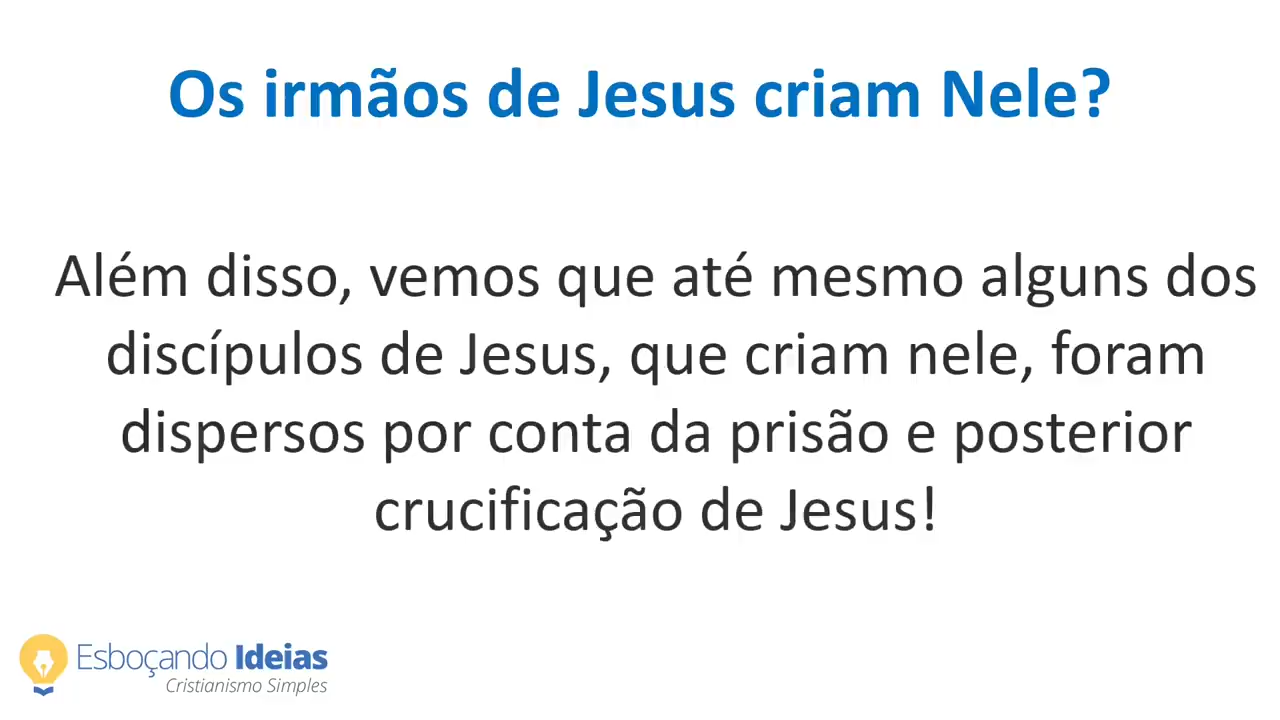 Os irmãos de Jesus criam Nele?
Além disso, vemos que até mesmo alguns dos
discípulos de Jesus, que criam nele, foram
dispersos por conta da prisão e posterior
crucificação de Jesus!
Esboçando Ideias
Cristianismo Simples